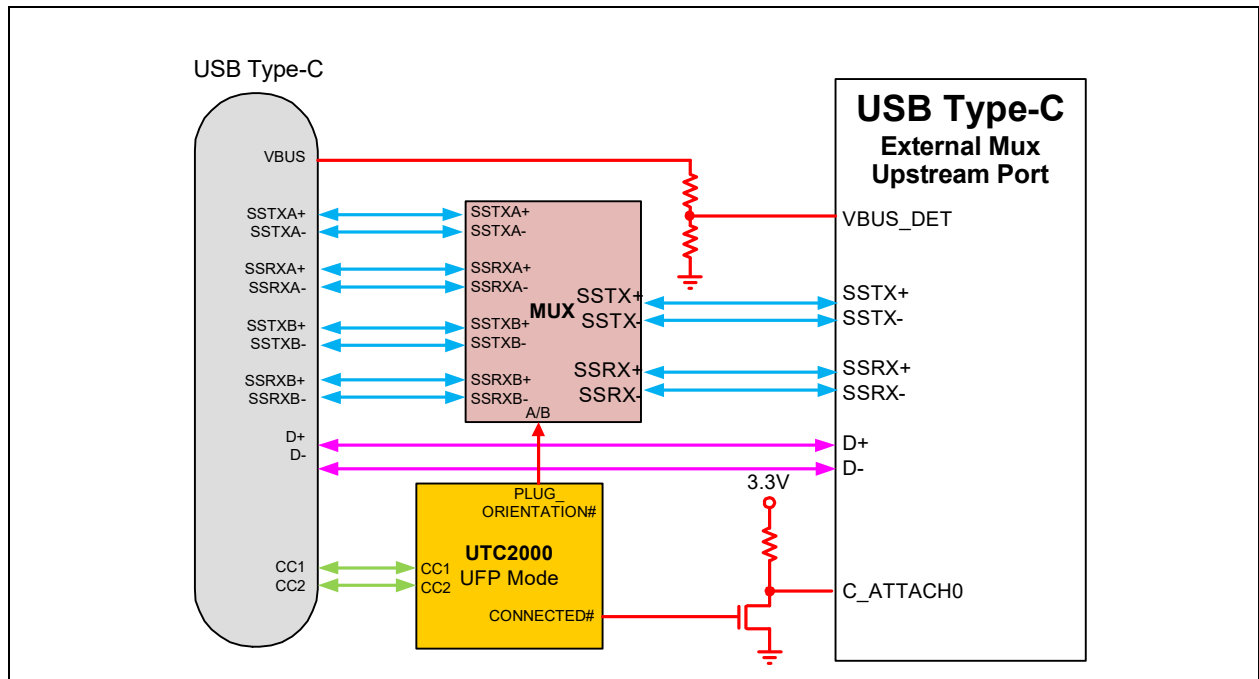 USB Type-C
VBUS
SSTXA+
SSTXA-
SSRXA+
SSRXA-
SSTXB+
SSTXB-
SSRXB+
SSRXB-
D+
D-
CC1
CC2
SSTXA+
SSTXA-
SSRXA+
SSRXA-
SSTXB+
SSTXB-
SSRXB+
SSRXB-
MUX
SSTX+
SSTX-
SSRX+
SSRX-
A/B
PLUG_
ORIENTATION#
UTC2000
UFP Mode
CC1
CC2
CONNECTED#
3.3V
USB Type-C
External Mux
Upstream Port
VBUS_DET
SSTX+
SSTX-
SSRX+
SSRX-
D+
D-
C_ATTACH0